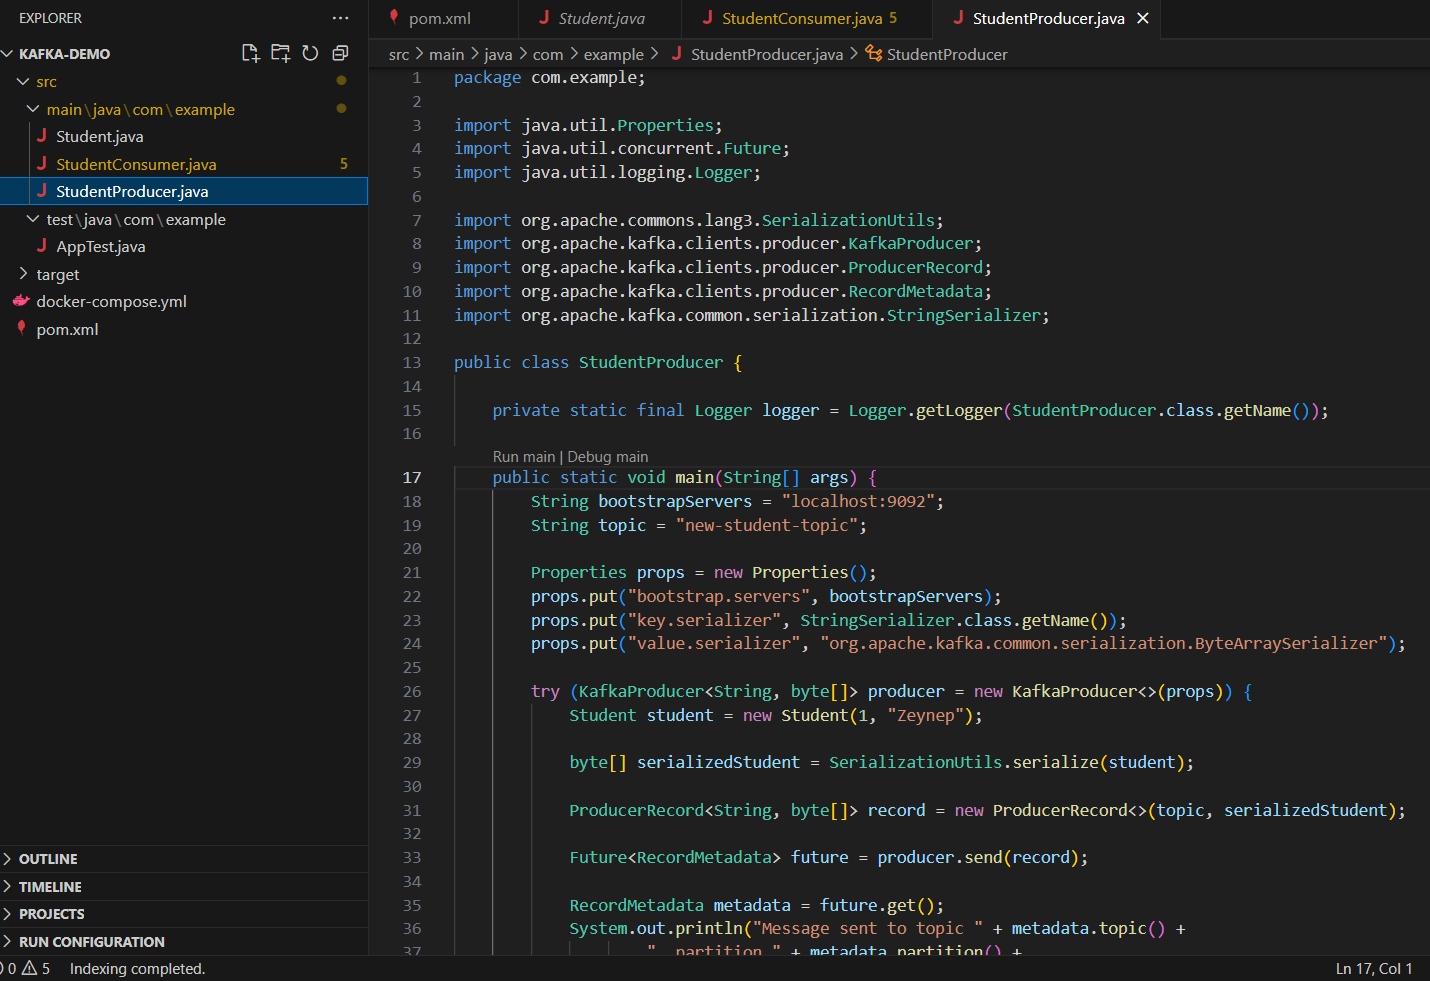 EXPLORER
KAFKA-DEMO
src
main\java\com\example
Student.java
StudentConsumer.java 5
StudentProducer.java
test\java\com\example
AppTest.java
target
docker-compose.yml
pom.xml
OUTLINE
TIMELINE
PROJECTS
RUN CONFIGURATION
pom.xml Student.java StudentConsumer.java 5 StudentProducer.java
src > main > java > com > example > StudentProducer.java > StudentProducer
1 package com.example;
2
3 import java.util.Properties;
4 import java.util.concurrent.Future;
5 import java.util.logging.Logger;
6
7 import org.apache.commons.lang3.SerializationUtils;
8 import org.apache.kafka.clients.producer.KafkaProducer;
9 import org.apache.kafka.clients.producer.ProducerRecord;
10 import org.apache.kafka.clients.producer.RecordMetadata;
11 import org.apache.kafka.common.serialization.StringSerializer;
12
13 public class StudentProducer {
14
15 private static final Logger logger = Logger.getLogger(StudentProducer.class.getName());
16
Run main | Debug main
17 public static void main(String[] args) {
18 String bootstrapServers = "localhost:9092";
19 String topic = "new-student-topic";
20
21 Properties props = new Properties();
22 props.put("bootstrap.servers", bootstrapServers);
23 props.put("key.serializer", StringSerializer.class.getName());
24 props.put("value.serializer", "org.apache.kafka.common.serialization.ByteArraySerializer");
25
26 try (KafkaProducer<String, byte[]> producer = new KafkaProducer<>(props)) {
27 Student student = new Student(1, "Zeynep");
28
29 byte[] serializedStudent = SerializationUtils.serialize(student);
30
31 ProducerRecord<String, byte[]> record = new ProducerRecord<>(topic, serializedStudent);
32
33 Future<RecordMetadata> future = producer.send(record);
34
35 RecordMetadata metadata = future.get();
36 System.out.println("Message sent to topic " + metadata.topic() +
37 " partition " + metadata.partition() +
0 5 Indexing completed.
Ln 17, Col 1